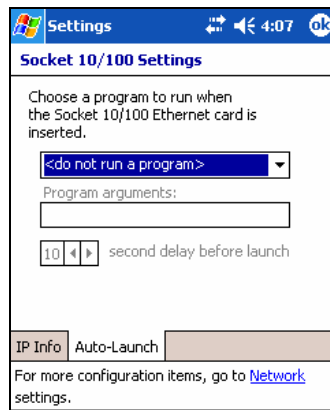 Settings 4:07 ok
Socket 10/100 Settings
Choose a program to run when
the Socket 10/100 Ethernet card is
inserted.
<do not run a program>
Program arguments:
10 second delay before launch
IP Info Auto-Launch
For more configuration items, go to Network
settings.